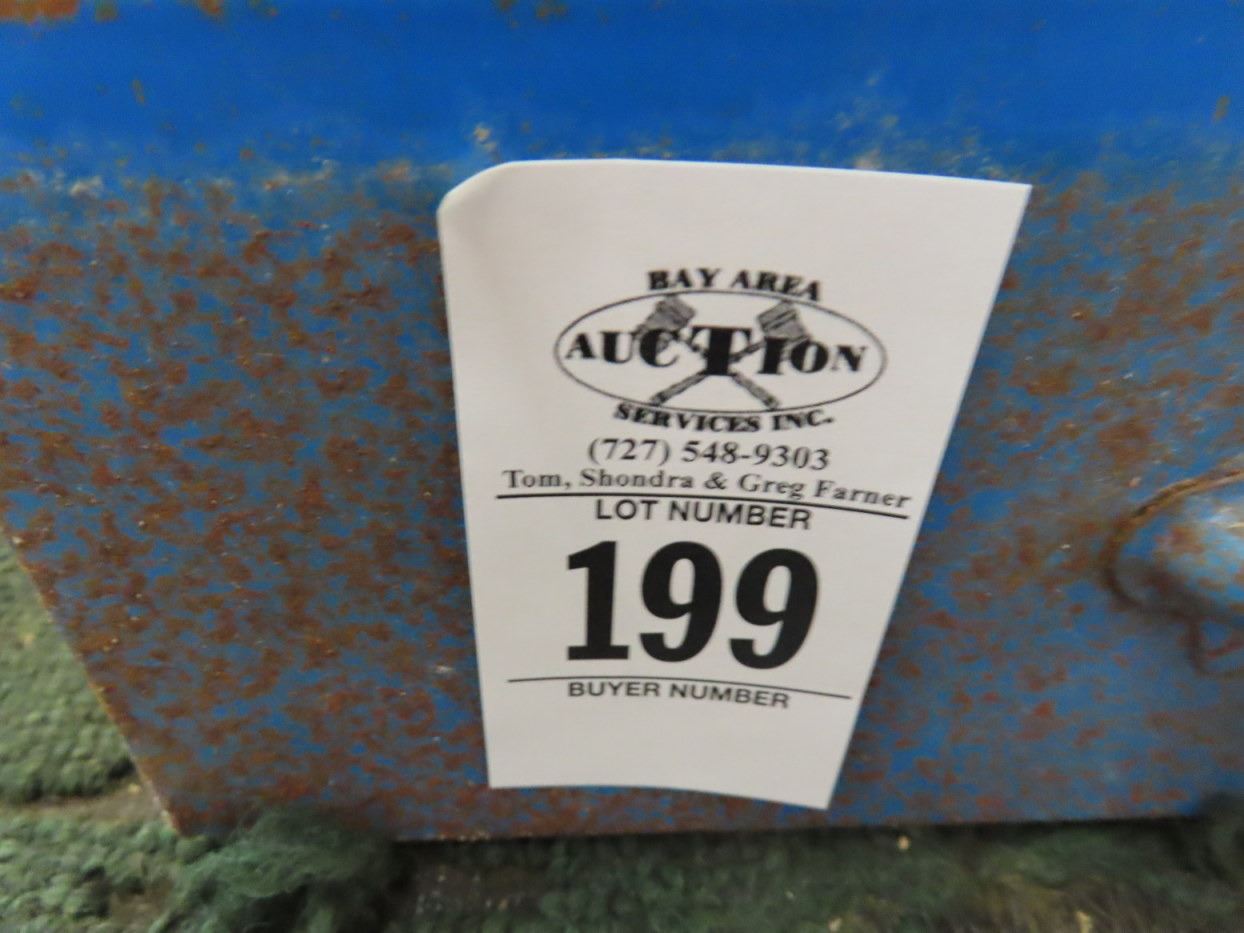 BAY AREA
AUCTION
SERVICES INC.
(727) 548-9303
Tom, Shondra & Greg Farner
LOT NUMBER
199
BUYER NUMBER